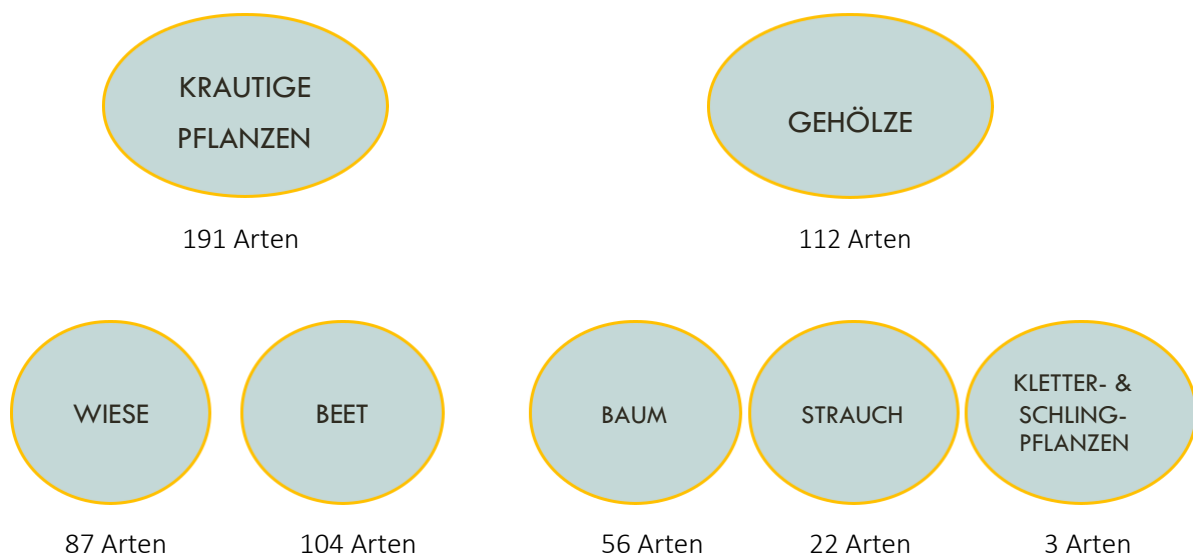 KRAUTIGE
PFLANZEN
GEHÖLZE
191 Arten
112 Arten
WIESE
BEET
BAUM
STRAUCH
KLETTER- &
SCHLING-
PFLANZEN
87 Arten
104 Arten
56 Arten
22 Arten
3 Arten